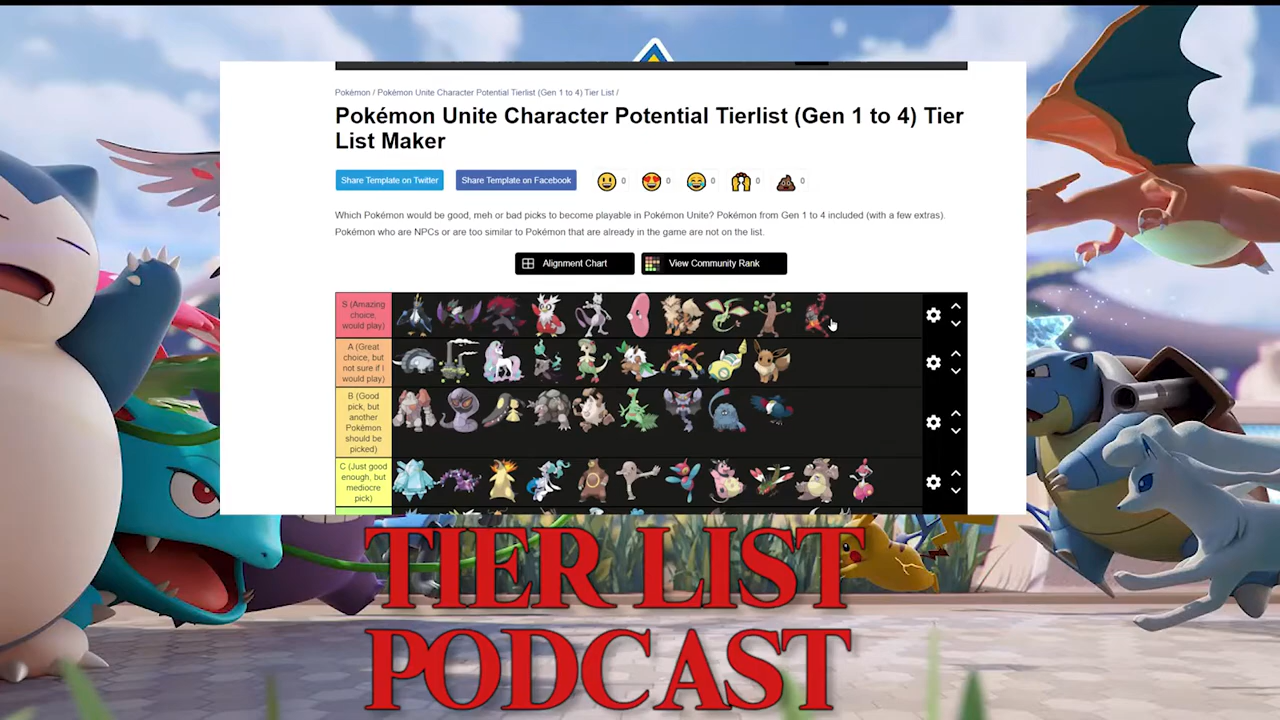 Pokémon / Pokémon Unite Character Potential Tierlist (Gen 1 to 4) Tier List /
Pokémon Unite Character Potential Tierlist (Gen 1 to 4) Tier
List Maker
Share Template on Twitter
Share Template on Facebook
0
0
0
0
0
Which Pokémon would be good, meh or bad picks to become playable in Pokémon Unite? Pokémon from Gen 1 to 4 included (with a few extras).
Pokémon who are NPCs or are too similar to Pokémon that are already in the game are not on the list.
Alignment Chart
View Community Rank
S (Amazing
choice,
would play)
A (Great
choice, but
not sure if I
would play)
B (Good
pick, but
another
Pokémon
should be
picked)
C (Just good
enough, but
mediocre
pick)
TIER LIST
PODCAST